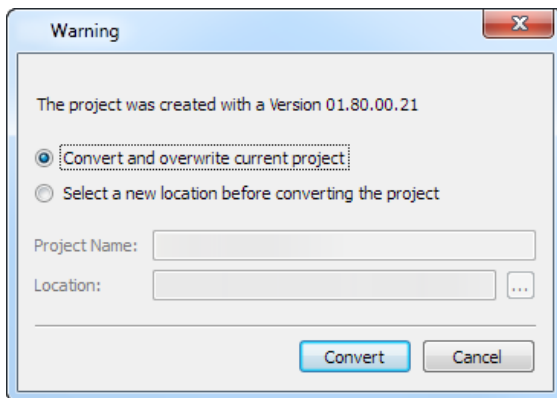 Warning
The project was created with a Version 01.80.00.21
Convert and overwrite current project
Select a new location before converting the project
Project Name:
Location:
...
Convert Cancel